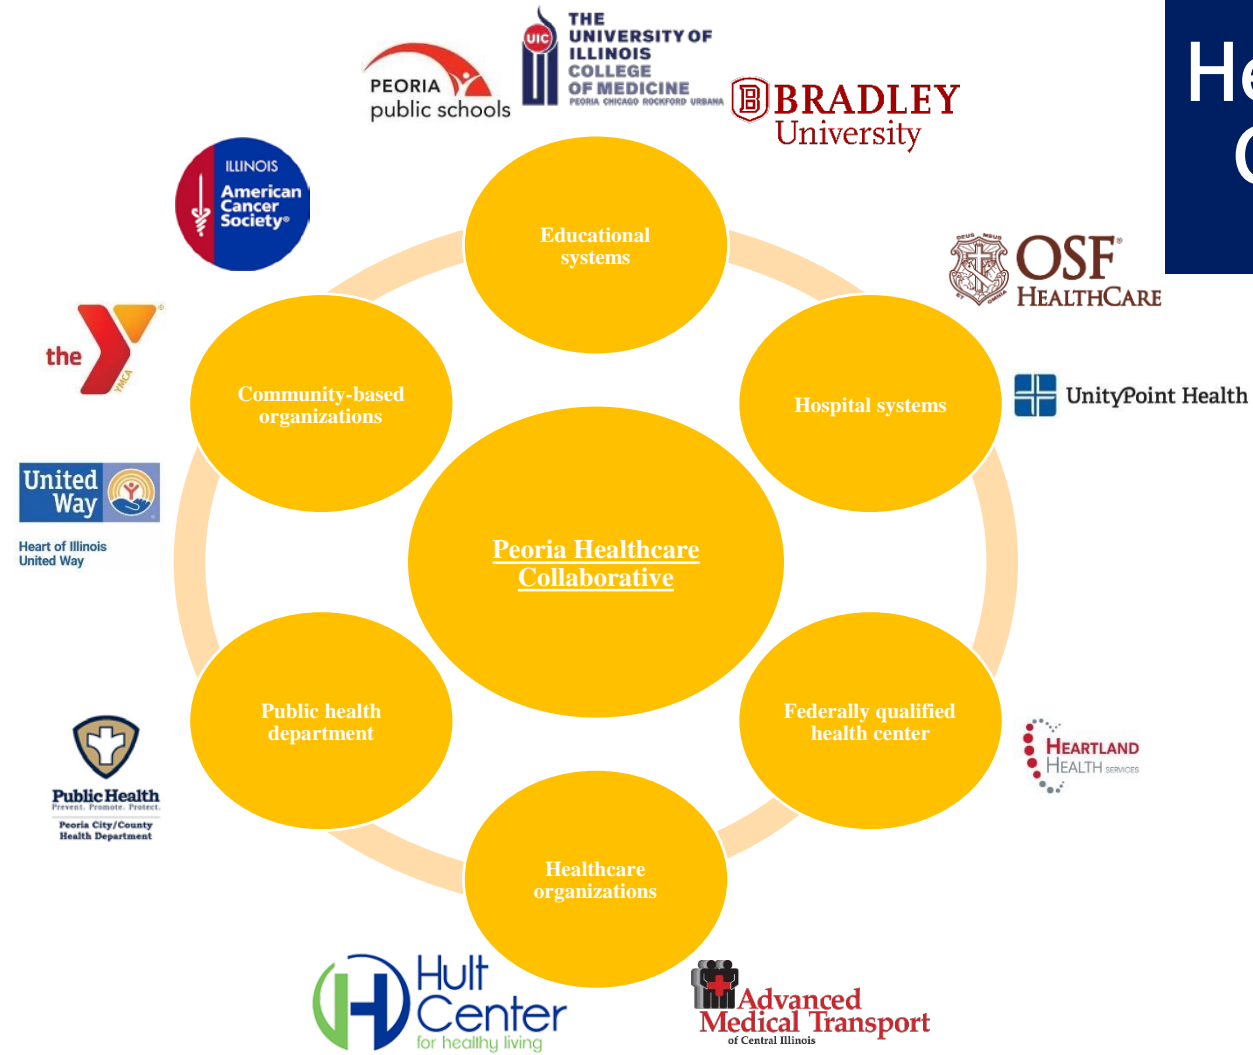 PEORIA
public schools
UIC
THE
UNIVERSITY OF
ILLINOIS
COLLEGE
OF MEDICINE
PEORIA CHICAGO ROCKFORD URBANA
B
BRADLEY
University
He
ILLINOIS
American
Cancer
Society®
Educational
systems
DEUS MEUS
ET OMNIA
OSF®
HEALTHCARE
the
YMCA
®
Community-based
organizations
Hospital systems
UnityPoint Health
United
Way
Heart of Illinois
United Way
Peoria Healthcare
Collaborative
Public health
department
Federally qualified
health center
HEARTLAND
HEALTH SERVICES
Public Health
Prevent. Promote. Protect.
Peoria City/County
Health Department
Healthcare
organizations
Hult
Center
for healthy living
Advanced
Medical Transport
of Central Illinois